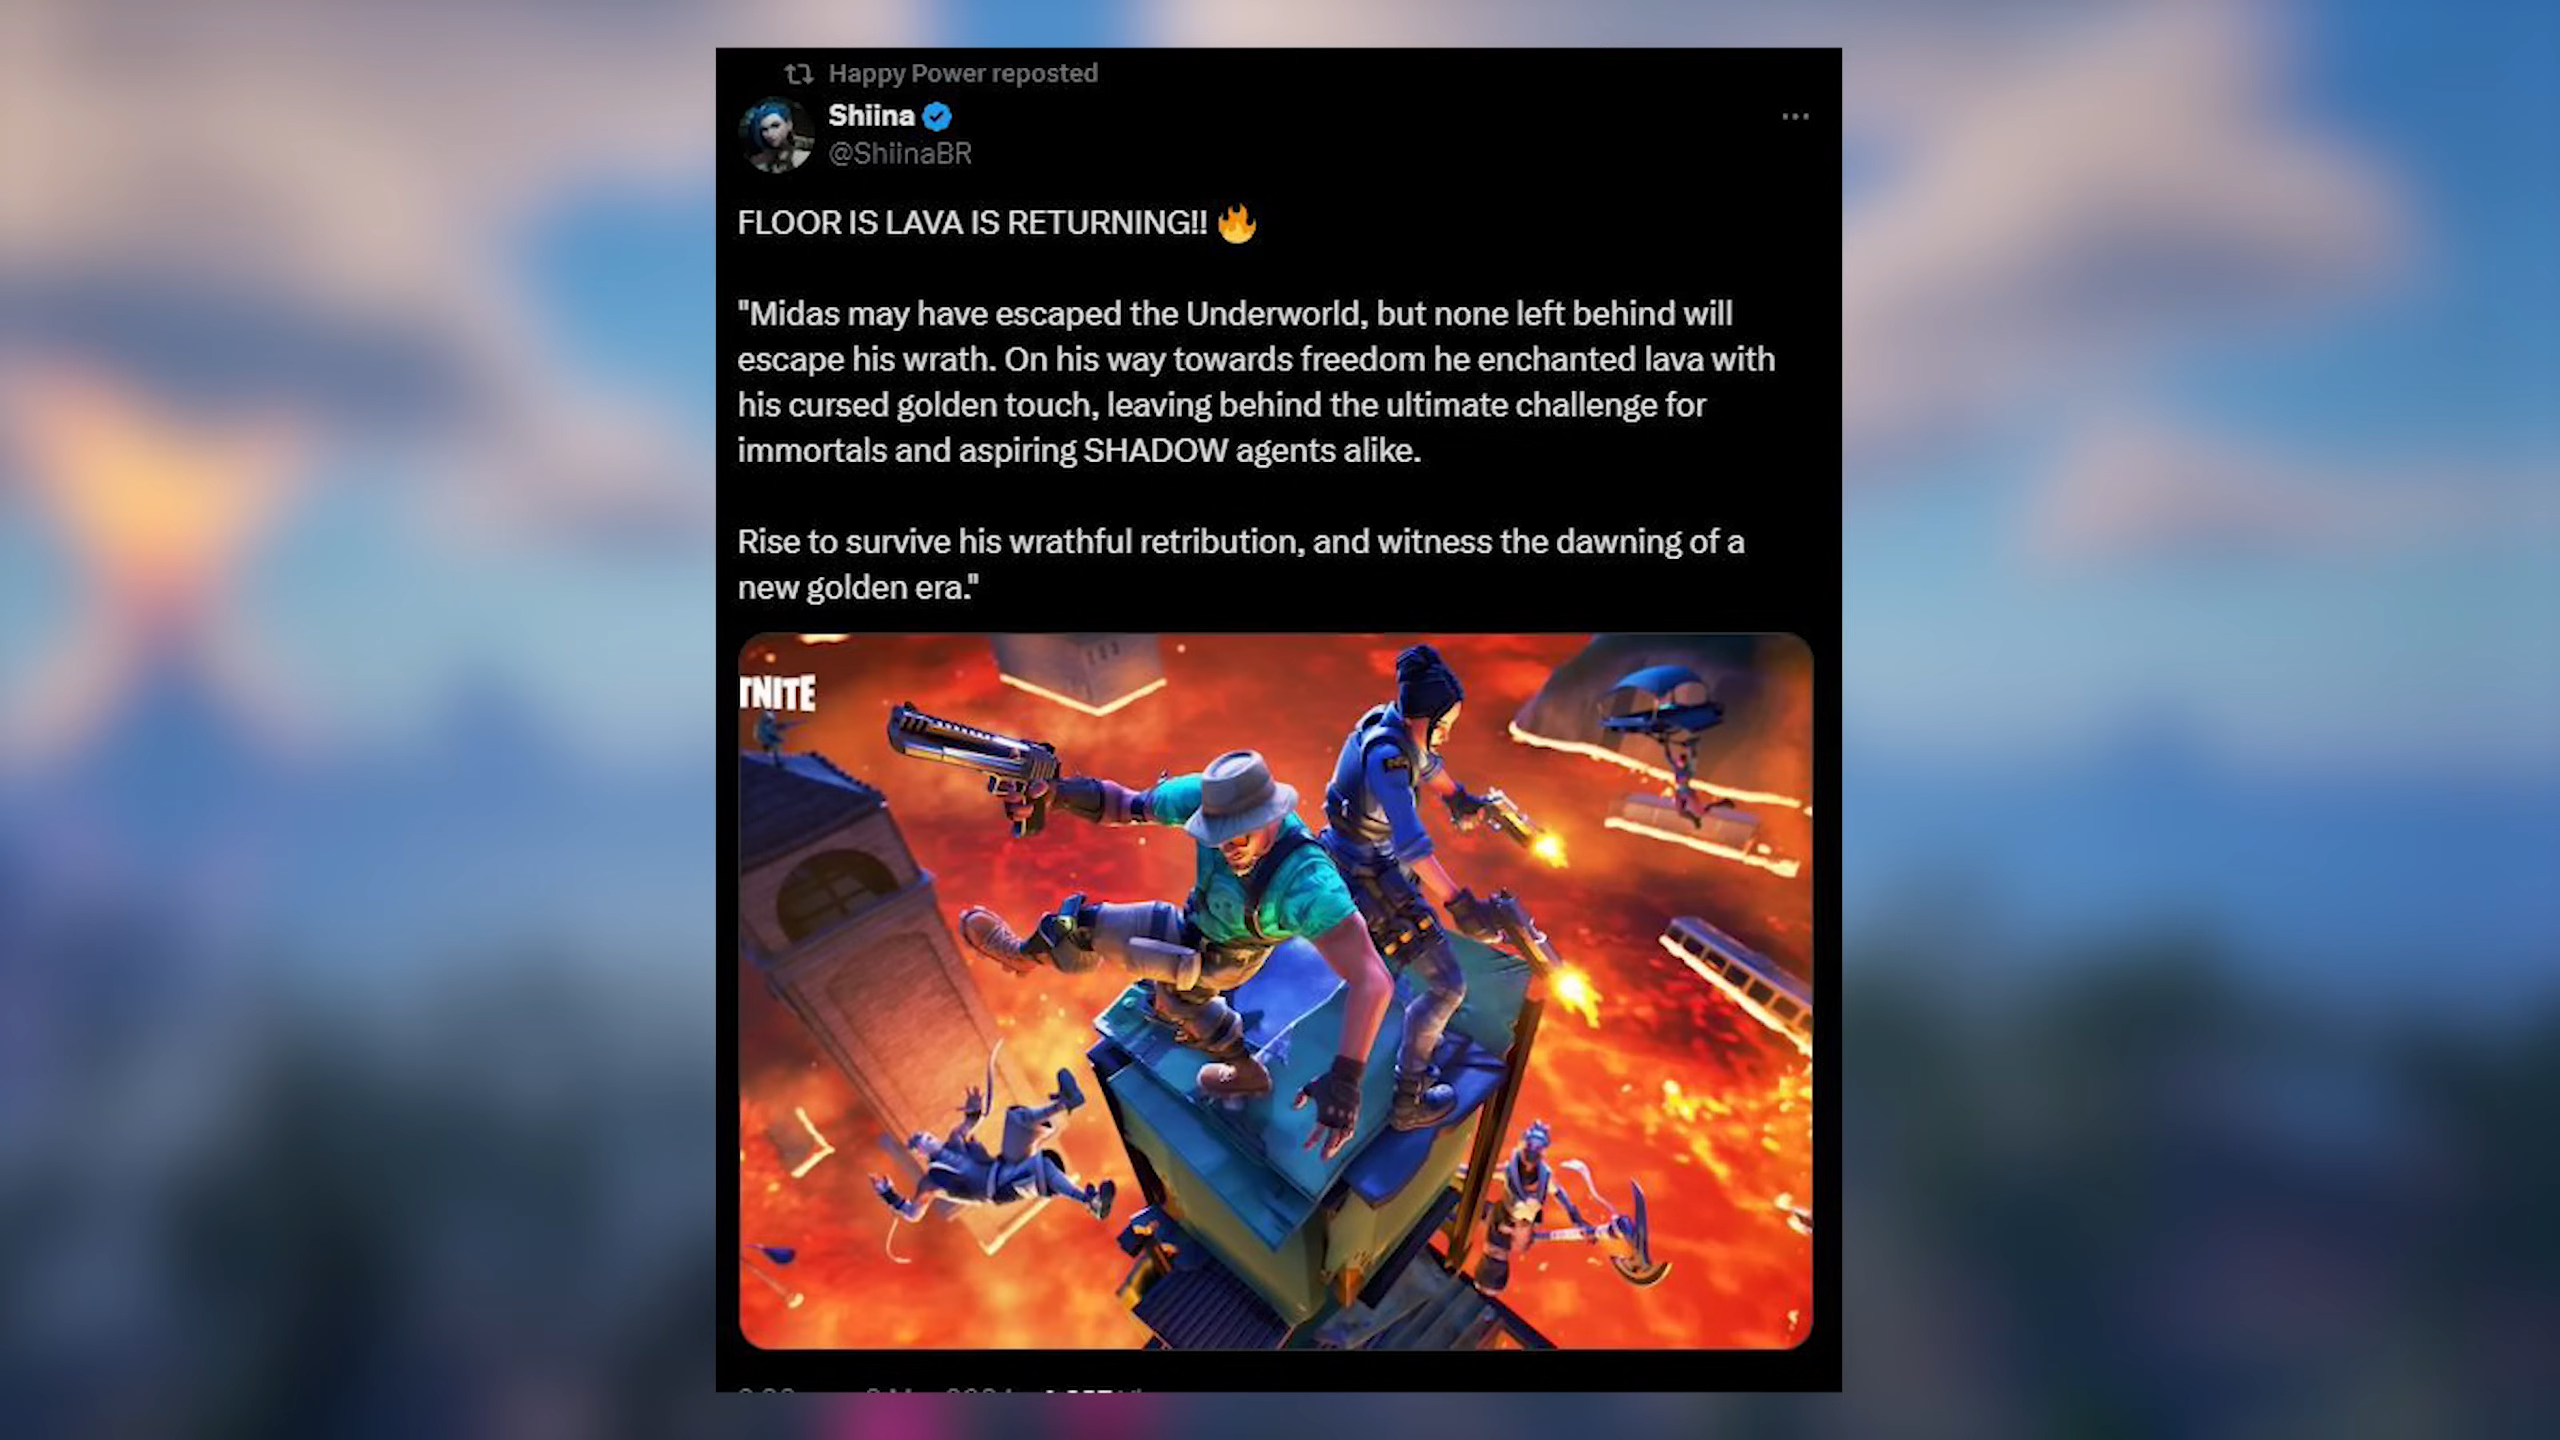 Happy Power reposted
Shiina
@ShiinaBR
FLOOR IS LAVA IS RETURNING!! 🔥
"Midas may have escaped the Underworld, but none left behind will
escape his wrath. On his way towards freedom he enchanted lava with
his cursed golden touch, leaving behind the ultimate challenge for
immortals and aspiring SHADOW agents alike.
Rise to survive his wrathful retribution, and witness the dawning of a
new golden era."
TNITE